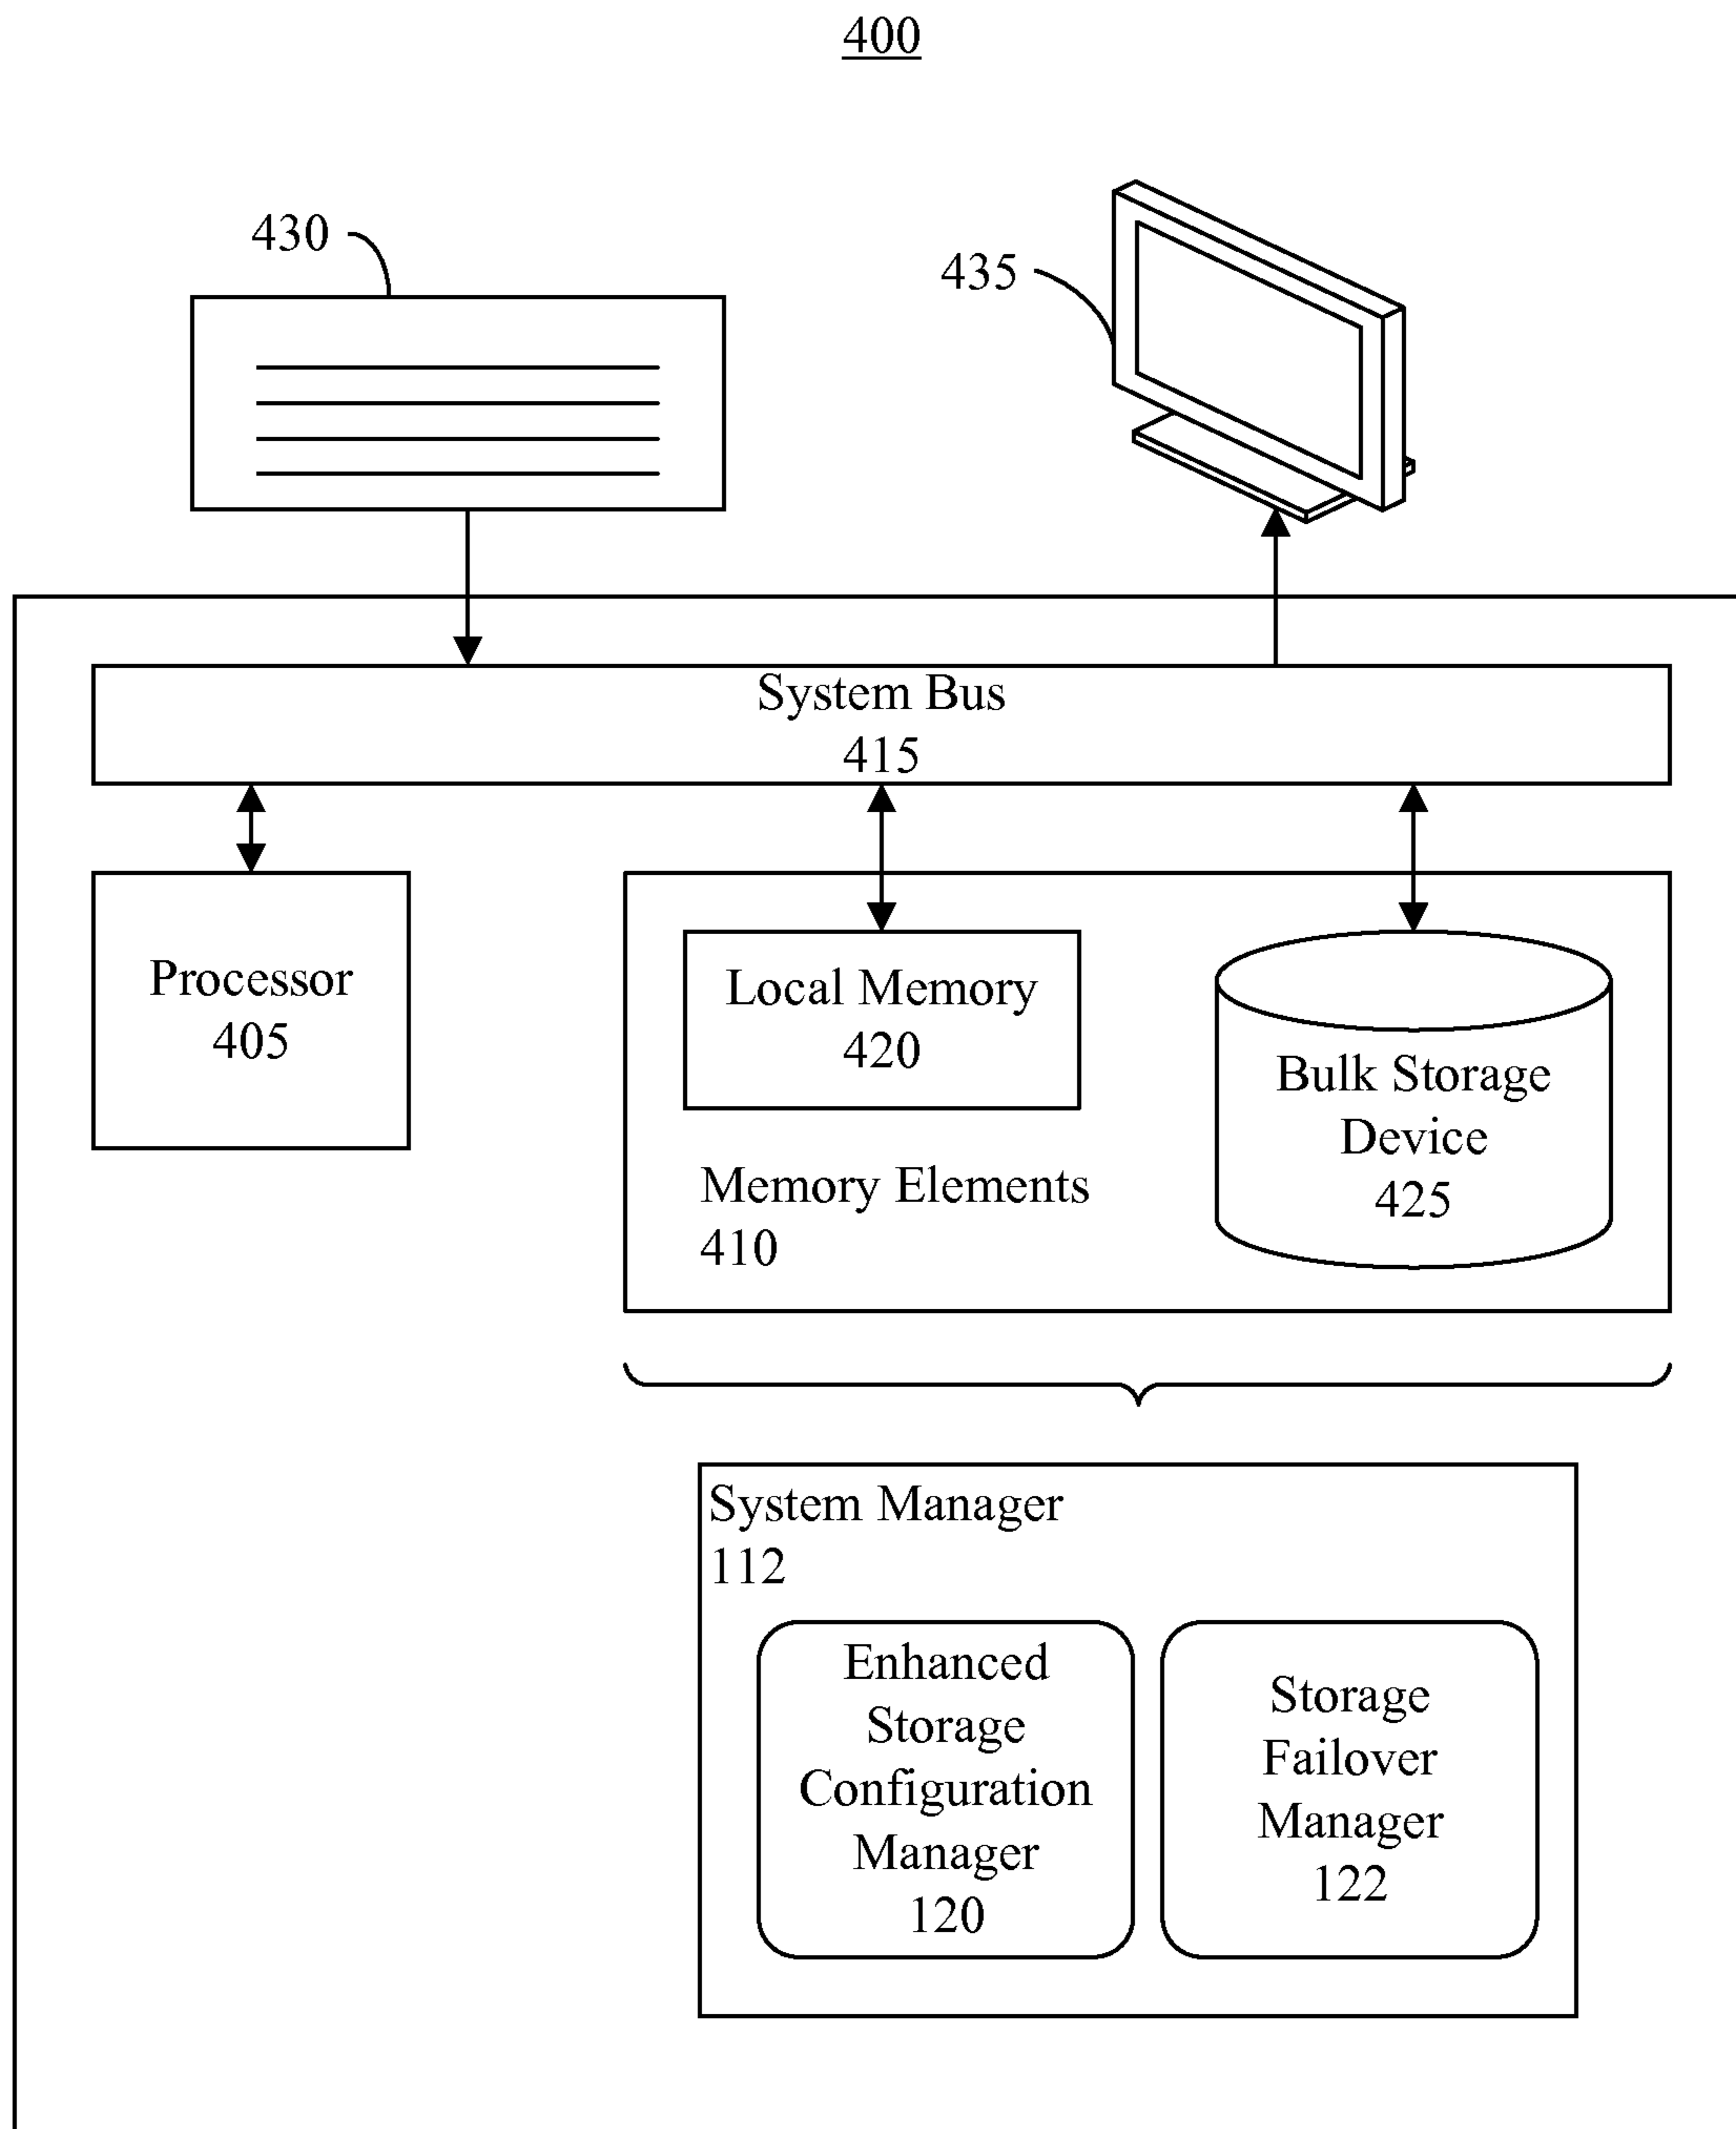 400
430
435
System Bus
415
Processor
405
Local Memory
420
Bulk Storage
Device
425
Memory Elements
410
System Manager
112
Enhanced
Storage
Configuration
Manager
120
Storage
Failover
Manager
122